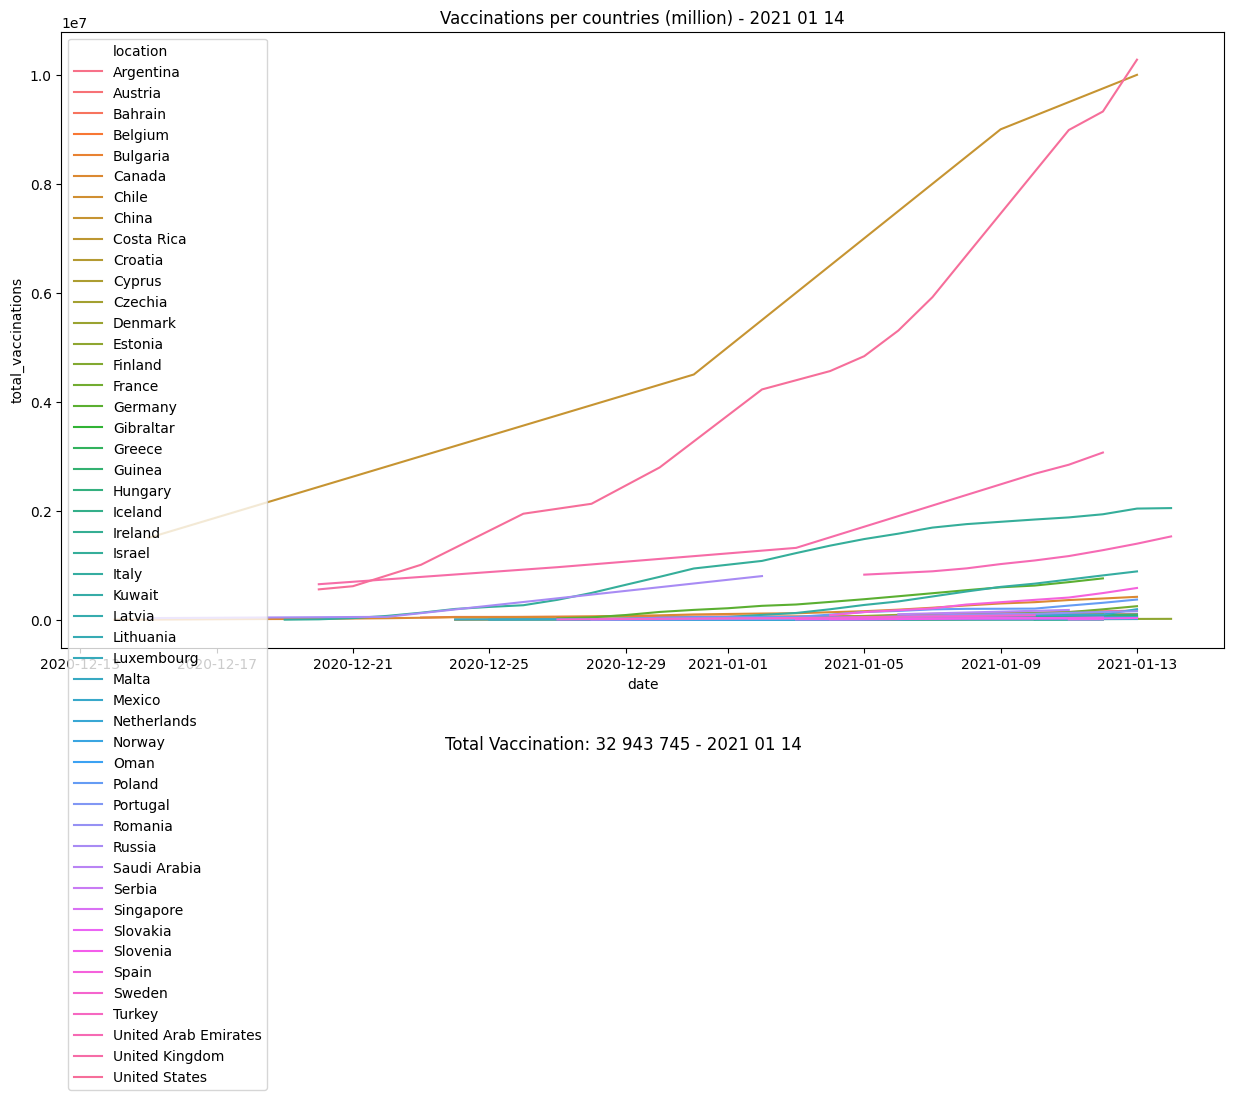 Vaccinations per countries (million) - 2021 01 14
1e7
1.0
0.8
0.6
0.4
0.2
0.0
total_vaccinations
location
Argentina
Austria
Bahrain
Belgium
Bulgaria
Canada
Chile
China
Costa Rica
Croatia
Cyprus
Czechia
Denmark
Estonia
Finland
France
Germany
Gibraltar
Greece
Guinea
Hungary
Iceland
Ireland
Israel
Italy
Kuwait
Latvia
Lithuania
Luxembourg
Malta
Mexico
Netherlands
Norway
Oman
Poland
Portugal
Romania
Russia
Saudi Arabia
Serbia
Singapore
Slovakia
Slovenia
Spain
Sweden
Turkey
United Arab Emirates
United Kingdom
United States
2020-12-13 2020-12-17 2020-12-21 2020-12-25 2020-12-29 2021-01-01 2021-01-05 2021-01-09 2021-01-13
date
Total Vaccination: 32 943 745 - 2021 01 14